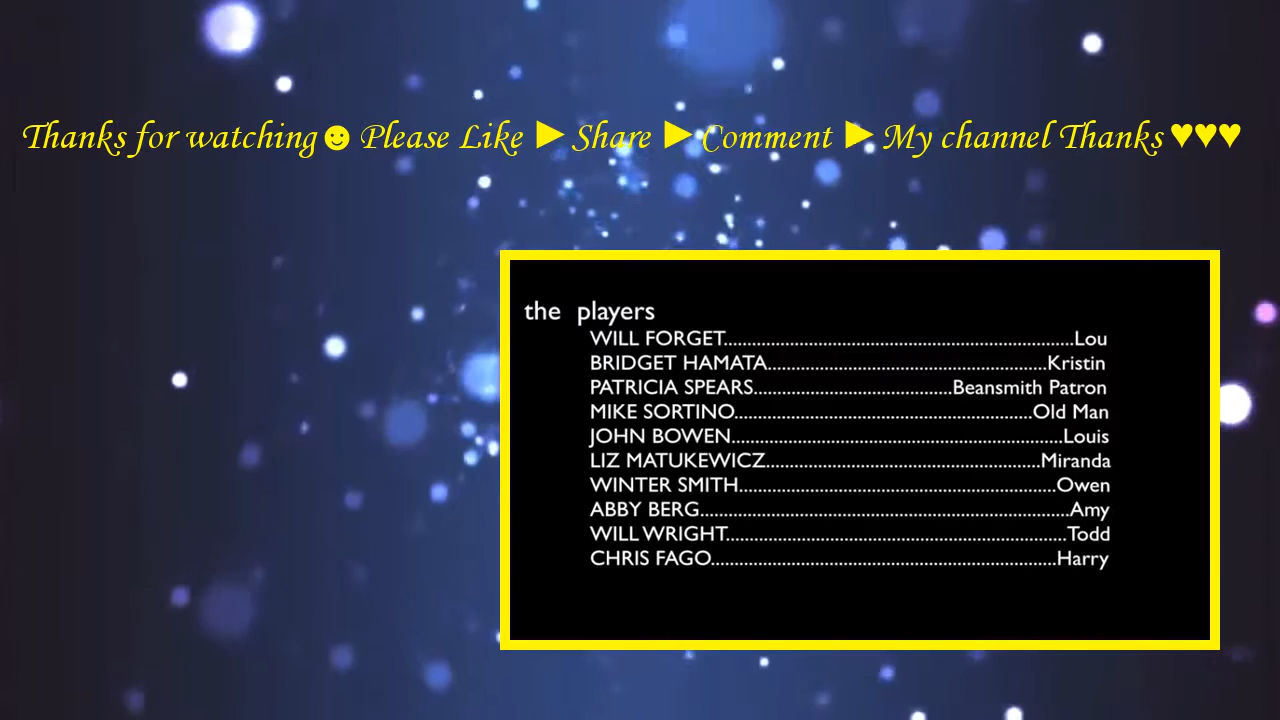 Thanks for watching☻Please Like ► Share ► Comment ► My channel Thanks ♥♥♥
the players
WILL FORGET..........................................................................Lou
BRIDGET HAMATA...........................................................Kristin
PATRICIA SPEARS..........................................Beansmith Patron
MIKE SORTINO...............................................................Old Man
JOHN BOWEN......................................................................Louis
LIZ MATUKEWICZ..........................................................Miranda
WINTER SMITH...................................................................Owen
ABBY BERG..............................................................................Amy
WILL WRIGHT........................................................................Todd
CHRIS FAGO.........................................................................Harry